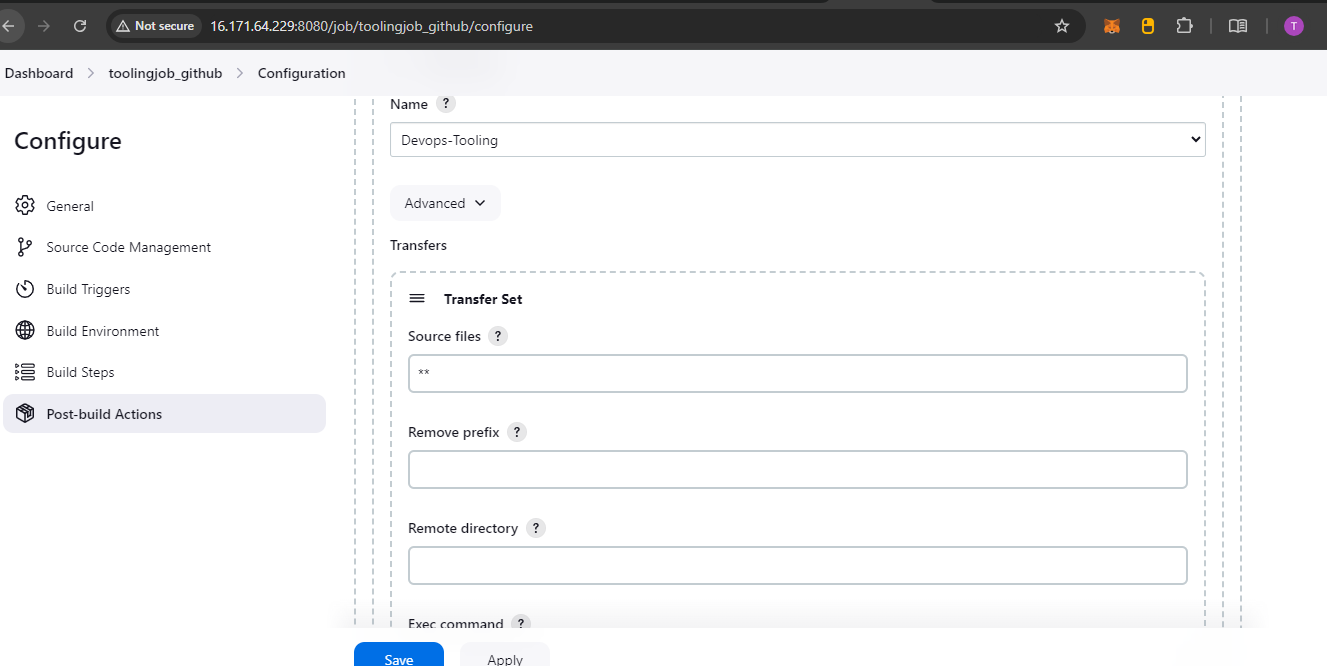 Not secure 16.171.64.229:8080/job/toolingjob_github/configure T
Dashboard toolingjob_github Configuration
Configure
General
Source Code Management
Build Triggers
Build Environment
Build Steps
Post-build Actions
Name ?
Devops-Tooling
Advanced
Transfers
Transfer Set
Source files ?
**
Remove prefix ?
Remote directory ?
Exec command ?
Save Apply